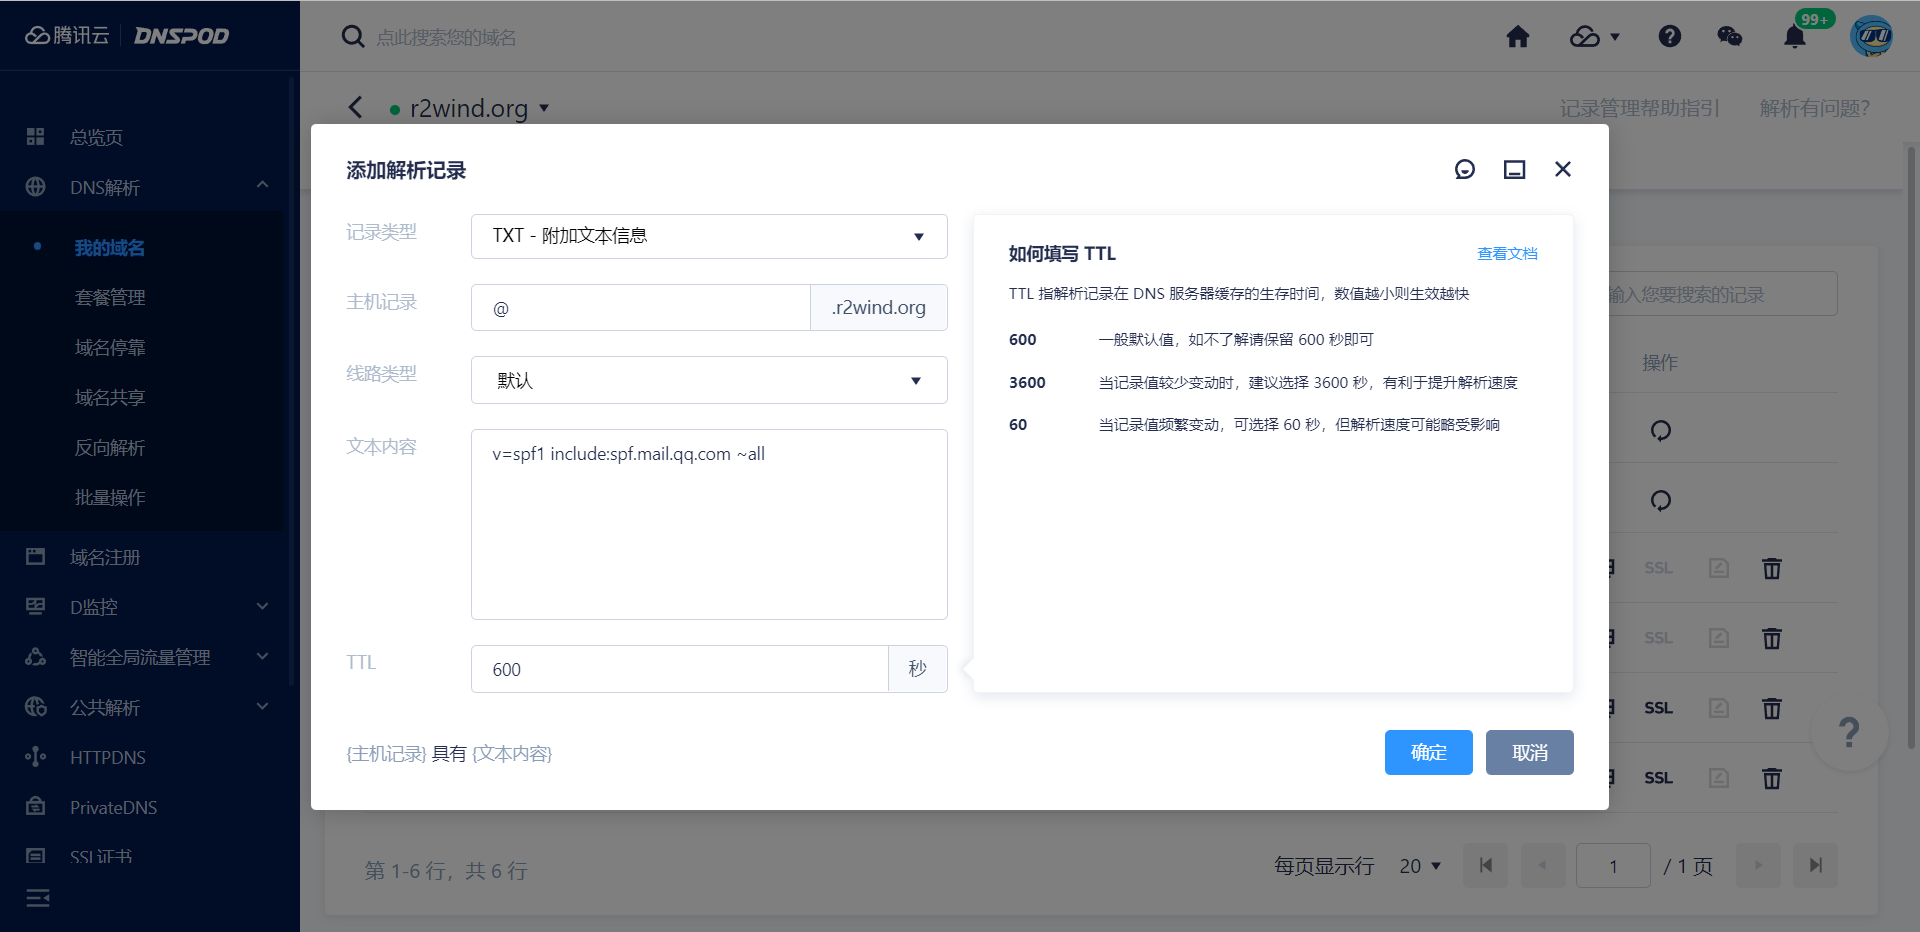 腾讯云 DNSPOD
点此搜索您的域名
99+
r2wind.org
记录管理帮助指引 解析有问题?
总览页
DNS解析
我的域名
套餐管理
域名停靠
域名共享
反向解析
批量操作
域名注册
D监控
智能全局流量管理
公共解析
HTTPDNS
PrivateDNS
SSL证书
添加解析记录
记录类型 TXT - 附加文本信息
主机记录 @ .r2wind.org
线路类型 默认
文本内容 v=spf1 include:spf.mail.qq.com ~all
TTL 600 秒
如何填写 TTL 查看文档
TTL 指解析记录在 DNS 服务器缓存的生存时间，数值越小则生效越快
600 一般默认值，如不了解请保留 600 秒即可
3600 当记录值较少变动时，建议选择 3600 秒，有利于提升解析速度
60 当记录值频繁变动，可选择 60 秒，但解析速度可能略受影响
{主机记录} 具有 {文本内容}
确定 取消
输入您要搜索的记录
操作
SSL
SSL
SSL
SSL
?
第 1-6 行，共 6 行
每页显示行 20 1 / 1 页